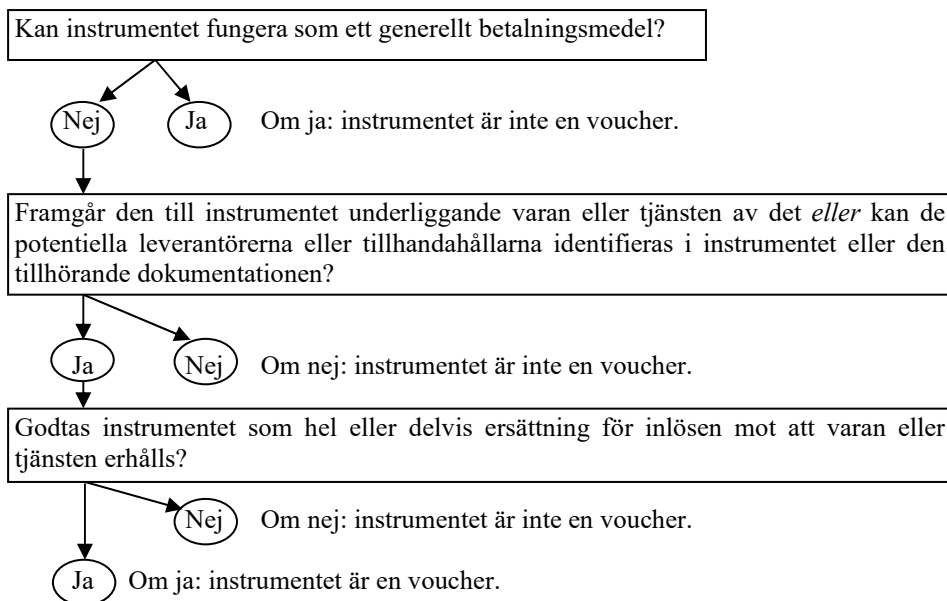 Kan instrumentet fungera som ett generellt betalningsmedel?
Nej Ja Om ja: instrumentet är inte en voucher.
Framgår den till instrumentet underliggande varan eller tjänsten av det eller kan de
potentiella leverantörerna eller tillhandahållarna identifieras i instrumentet eller den
tillhörande dokumentationen?
Ja Nej Om nej: instrumentet är inte en voucher.
Godtas instrumentet som hel eller delvis ersättning för inlösen mot att varan eller
tjänsten erhålls?
Nej Om nej: instrumentet är inte en voucher.
Ja Om ja: instrumentet är en voucher.